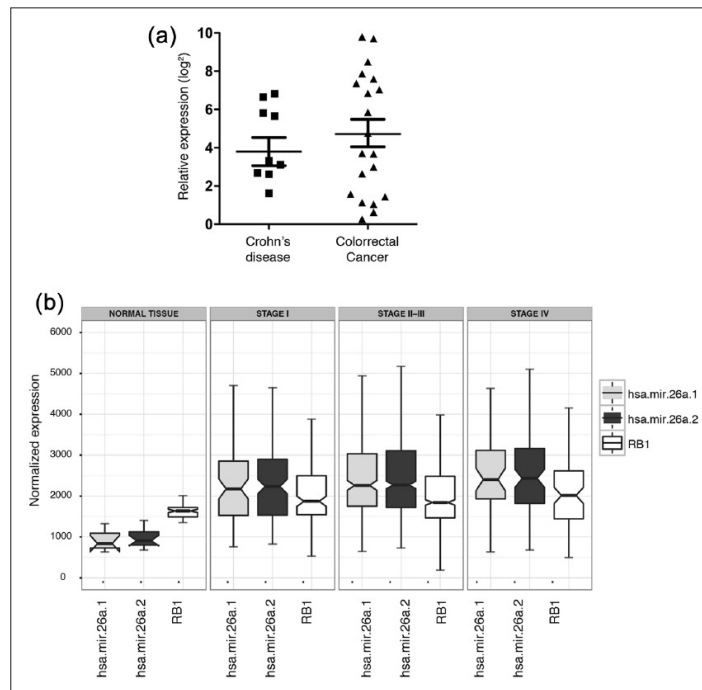 (a)
Relative expression (log²)
10
8
6
4
2
0
Crohn's
disease
Colorrectal
Cancer
(b)
NORMAL TISSUE
STAGE I
STAGE II–III
STAGE IV
Normalized expression
6000
5000
4000
3000
2000
1000
0
hsa.mir.26a.1
hsa.mir.26a.2
RB1
hsa.mir.26a.1
hsa.mir.26a.2
RB1
hsa.mir.26a.1
hsa.mir.26a.2
RB1
hsa.mir.26a.1
hsa.mir.26a.2
RB1
hsa.mir.26a.1
hsa.mir.26a.2
RB1